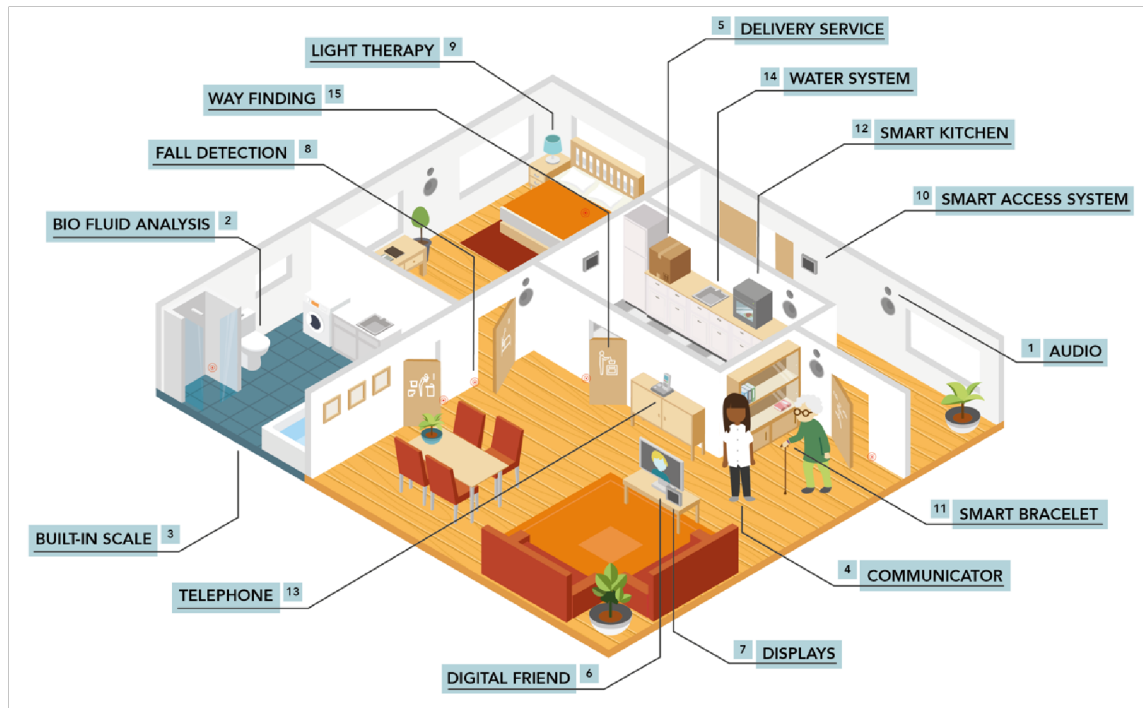 5 DELIVERY SERVICE
LIGHT THERAPY 9
14 WATER SYSTEM
WAY FINDING 15
12 SMART KITCHEN
FALL DETECTION 8
10 SMART ACCESS SYSTEM
BIO FLUID ANALYSIS 2
1 AUDIO
11 SMART BRACELET
BUILT-IN SCALE 3
4 COMMUNICATOR
TELEPHONE 13
7 DISPLAYS
DIGITAL FRIEND 6